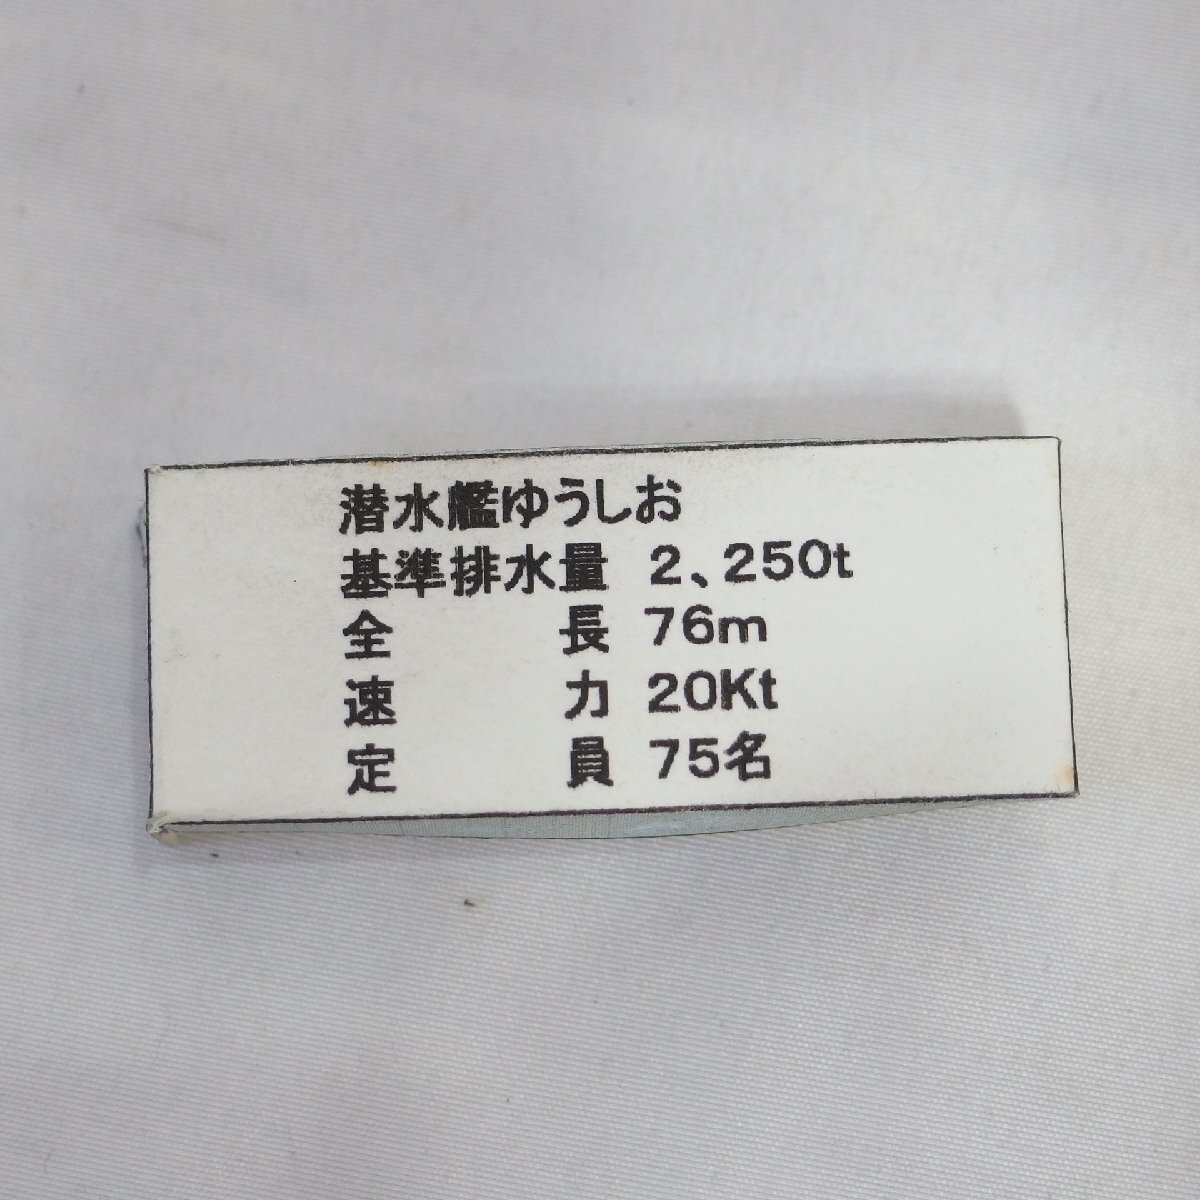 潜水艦ゆうしお
基準排水量 2、250t
全長 76m
速力 20Kt
定員 75名